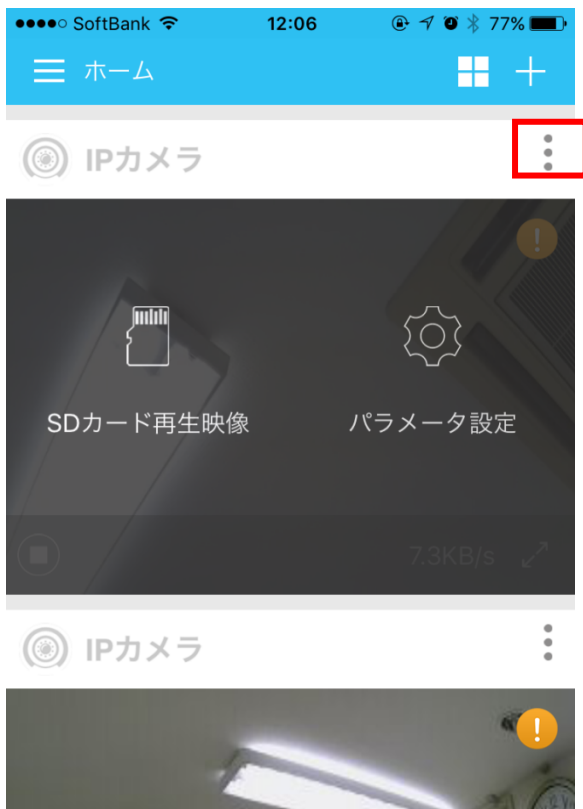 SoftBank 12:06 77%
ホーム
IPカメラ
SDカード再生映像 パラメータ設定
7.3KB/s
IPカメラ